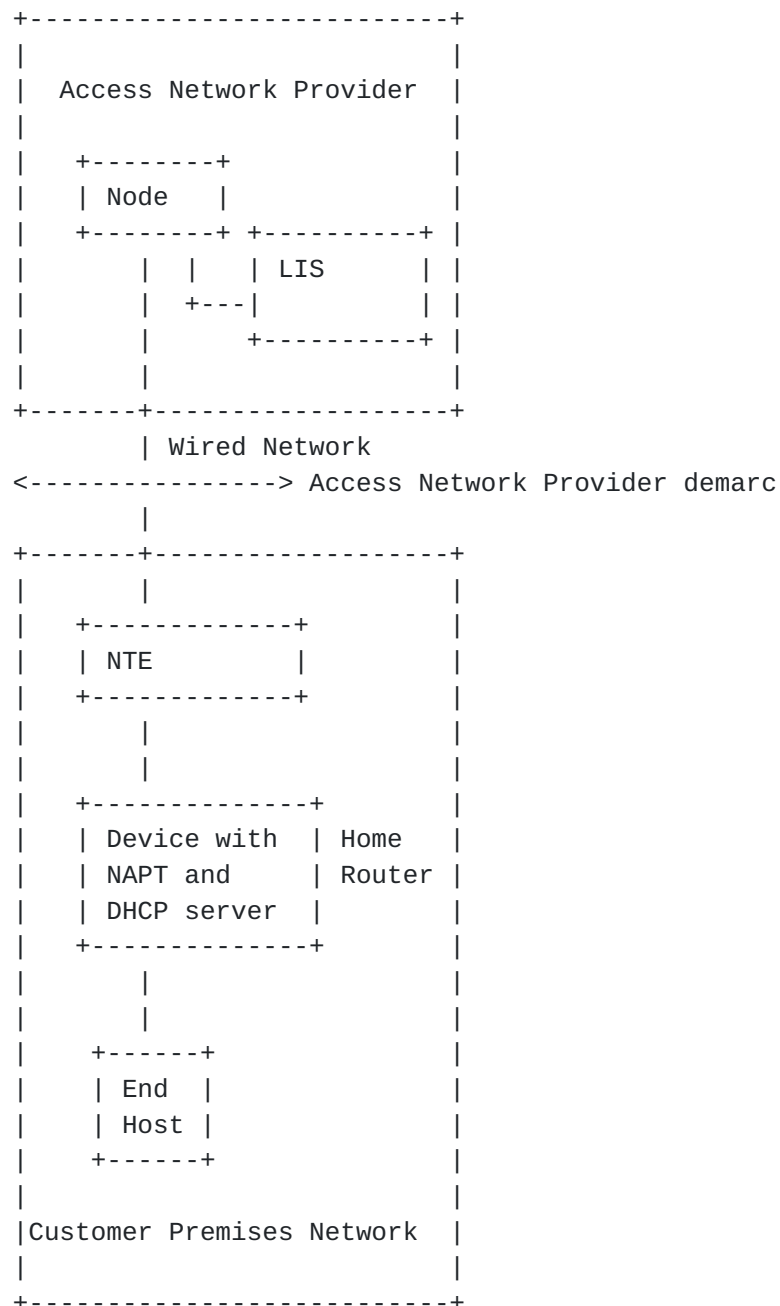 Access Network Provider
Node
LIS
Wired Network
Access Network Provider demarc
NTE
Device with Home
NAPT and Router
DHCP server
End
Host
Customer Premises Network